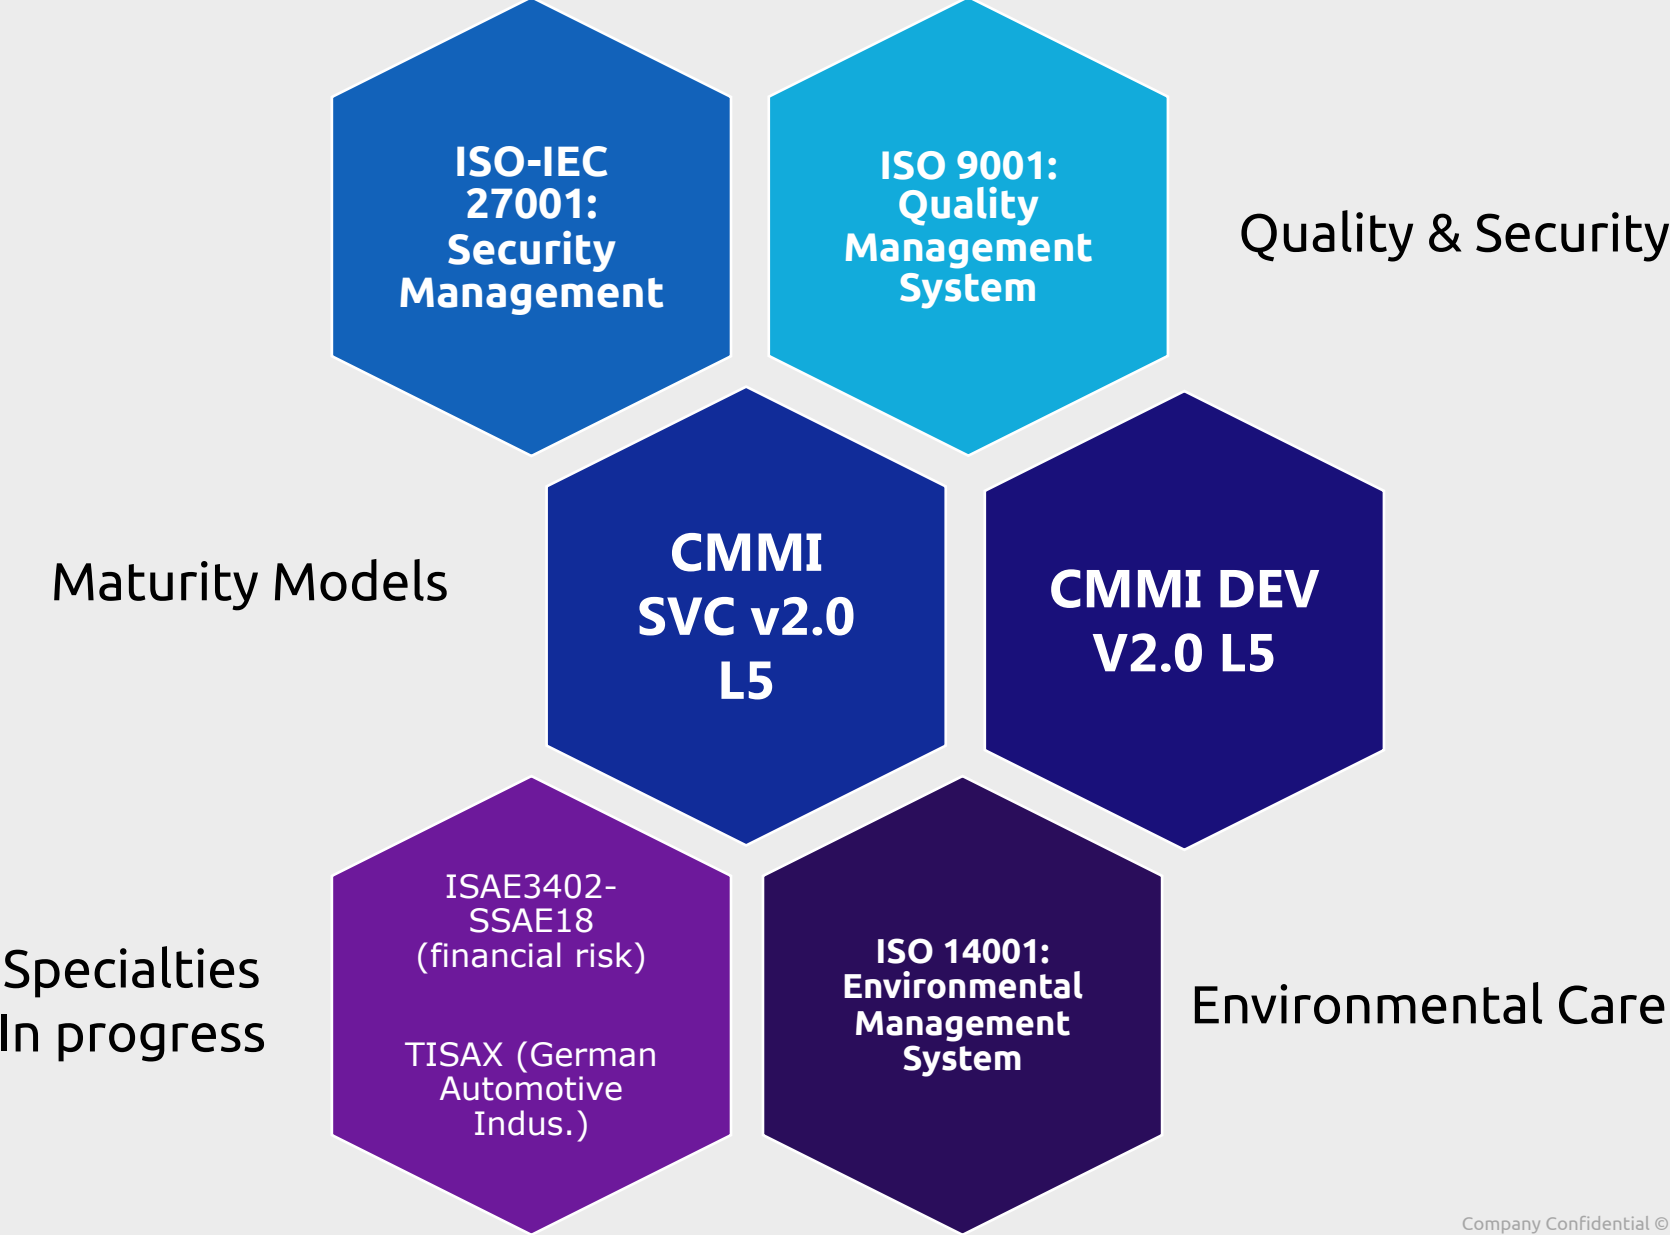 ISO-IEC
27001:
Security
Management
ISO 9001:
Quality
Management
System
Quality & Security
Maturity Models
CMMI
SVC v2.0
L5
CMMI DEV
V2.0 L5
Specialties
In progress
ISAE3402-
SSAE18
(financial risk)
TISAX (German
Automotive
Indus.)
ISO 14001:
Environmental
Management
System
Environmental Care
Company Confidential ©